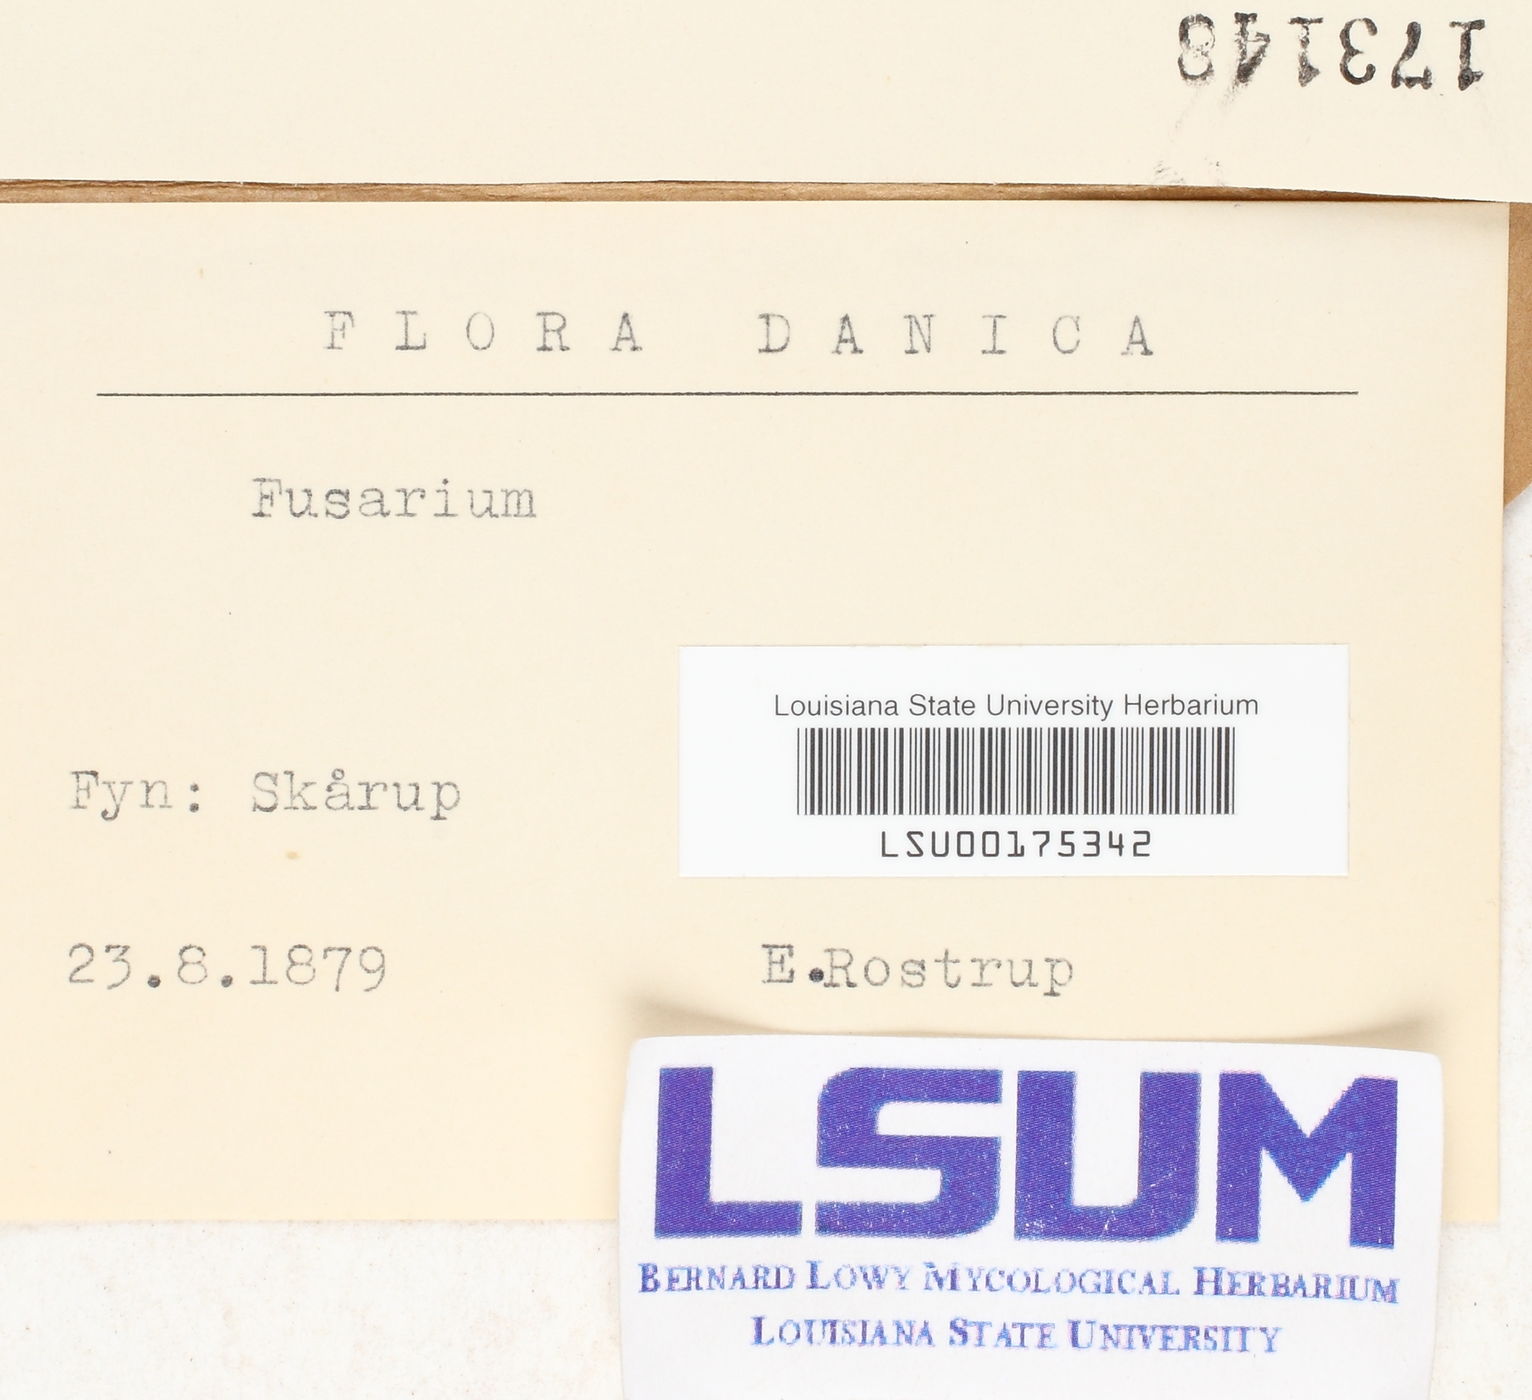 173148
FLORA DANICA
Fusarium
Louisiana State University Herbarium
LSU00175342
Fyn: Skårup
23.8.1879
E.Rostrup
LSUM
BERNARD LOWY MYCOLOGICAL HERBARIUM
LOUISIANA STATE UNIVERSITY